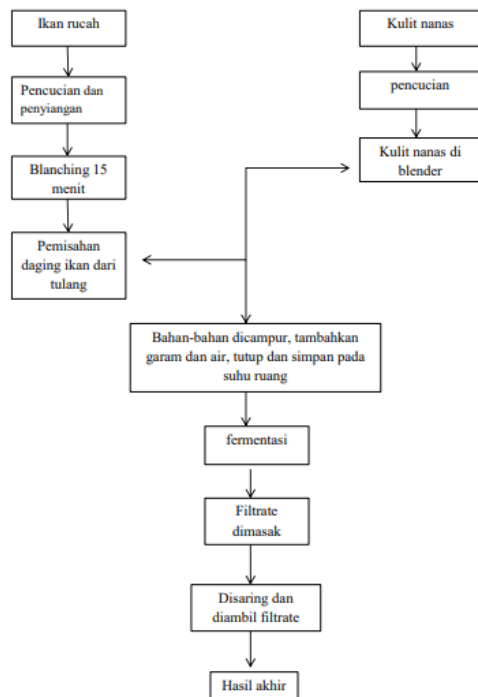 Ikan rucah
Pencucian dan
penyiangan
Blanching 15
menit
Pemisahan
daging ikan dari
tulang
Kulit nanas
pencucian
Kulit nanas di
blender
Bahan-bahan dicampur, tambahkan
garam dan air, tutup dan simpan pada
suhu ruang
fermentasi
Filtrate
dimasak
Disaring dan
diambil filtrate
Hasil akhir